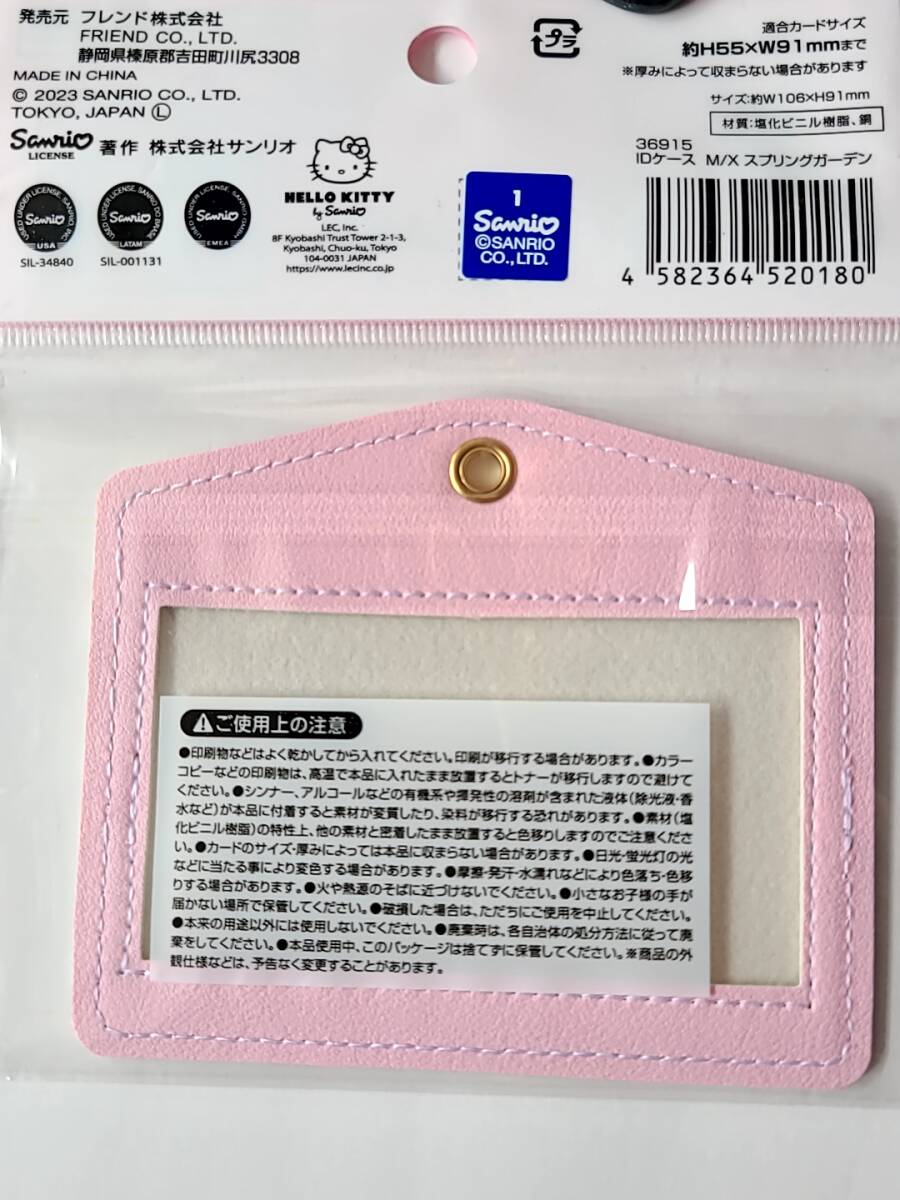 発売元 フレンド株式会社
FRIEND CO., LTD.
静岡県榛原郡吉田町川尻3308
MADE IN CHINA
© 2023 SANRIO CO., LTD.
TOKYO, JAPAN Ⓛ
Sanrio
LICENSE
著作 株式会社サンリオ
USED UNDER LICENSE. SANRIO, INC.
Sanrio
USA
SIL-34840
USED UNDER LICENSE. SANRIO DO BRASIL
Sanrio
LATAM
SIL-001131
USED UNDER LICENSE. SANRIO GMBH
Sanrio
EMEA
HELLO KITTY
by Sanrio
LEC, Inc.
8F Kyobashi Trust Tower 2-1-3,
Kyobashi, Chuo-ku, Tokyo
104-0031 JAPAN
https://www.lecinc.co.jp
1
Sanrio
©SANRIO
CO., LTD.
プラ
適合カードサイズ
約H55×W91mmまで
※厚みによって収まらない場合があります
サイズ:約W106×H91mm
材質:塩化ビニル樹脂、銅
36915
IDケース M/X スプリングガーデン
4 582364 520180
ご使用上の注意
●印刷物などはよく乾かしてから入れてください。印刷が移行する場合があります。●カラー
コピーなどの印刷物は、高温で本品に入れたまま放置するとトナーが移行しますので避けて
ください。●シンナー、アルコールなどの有機系や揮発性の溶剤が含まれた液体(除光液・香
水など)が本品に付着すると素材が変質したり、染料が移行する恐れがあります。●素材(塩
化ビニル樹脂)の特性上、他の素材と密着したまま放置すると色移りしますのでご注意くださ
い。●カードのサイズ・厚みによっては本品に収まらない場合があります。●日光・蛍光灯の光
などに当たる事により変色する場合があります。●摩擦・発汗・水濡れなどにより色落ち・色移
りする場合があります。●火や熱源のそばに近づけないでください。●小さなお子様の手が
届かない場所で保管してください。●破損した場合は、ただちにご使用を中止してください。
●本来の用途以外には使用しないでください。●廃棄時は、各自治体の処分方法に従って廃
棄をしてください。●本品使用中、このパッケージは捨てずに保管してください。※商品の外
観仕様などは、予告なく変更することがあります。